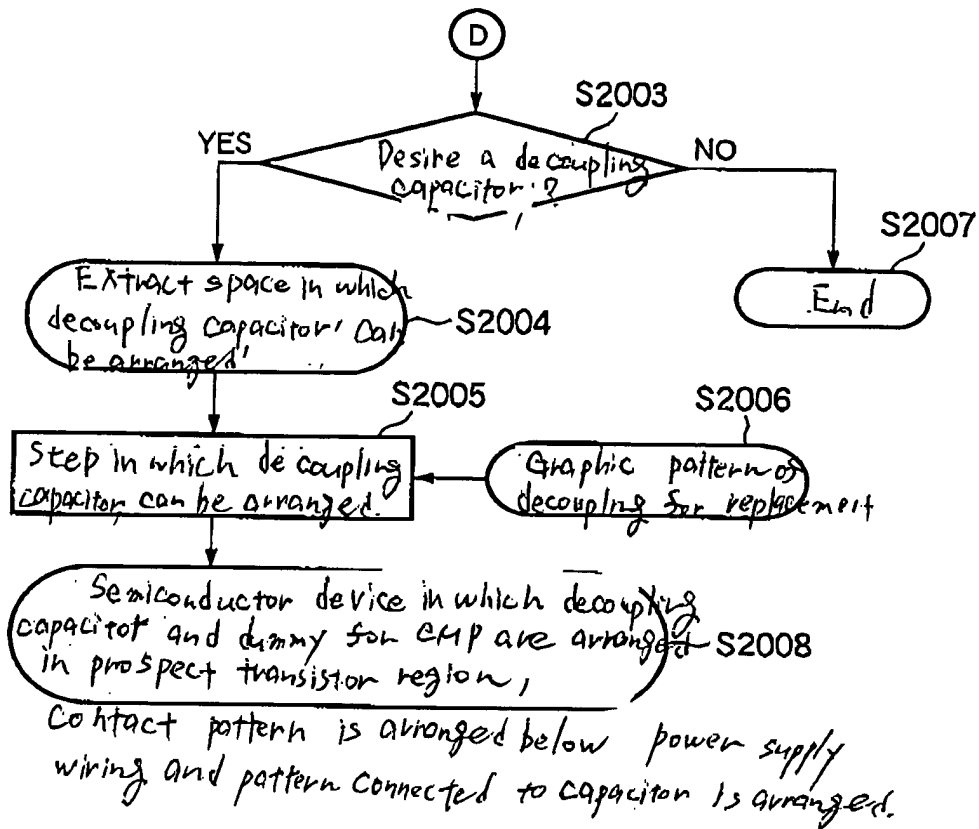 D
S2003
YES
NO
Desire a decoupling
capacitor?
S2007
End
Extract space in which
decoupling capacitor can
be arranged
S2004
S2005
Step in which decoupling
capacitor can be arranged.
S2006
Graphic pattern of
decoupling for replacement
Semiconductor device in which decoupling
capacitor and dummy for CMP are arranged
in prospect transistor region,
S2008
Contact pattern is arranged below power supply
wiring and pattern connected to capacitor is arranged.